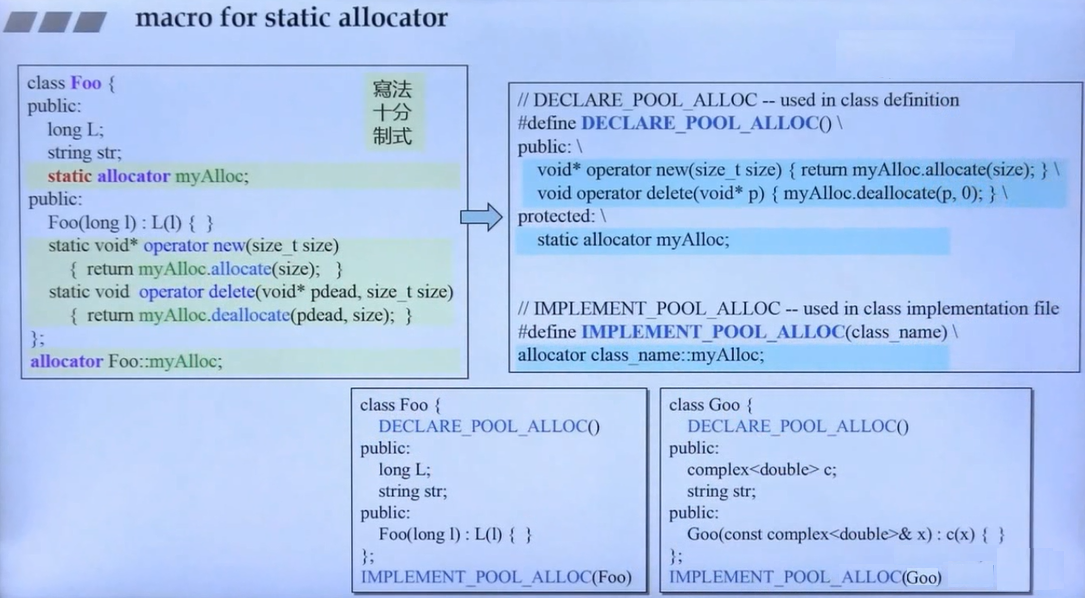 macro for static allocator
class Foo {
public:
long L;
string str;
static allocator myAlloc;
public:
Foo(long l) : L(l) { }
static void* operator new(size_t size)
{ return myAlloc.allocate(size); }
static void operator delete(void* pdead, size_t size)
{ return myAlloc.deallocate(pdead, size); }
};
allocator Foo::myAlloc;
寫法
十分
制式
// DECLARE_POOL_ALLOC -- used in class definition
#define DECLARE_POOL_ALLOC() \
public: \
void* operator new(size_t size) { return myAlloc.allocate(size); } \
void operator delete(void* p) { myAlloc.deallocate(p, 0); } \
protected: \
static allocator myAlloc;
// IMPLEMENT_POOL_ALLOC -- used in class implementation file
#define IMPLEMENT_POOL_ALLOC(class_name) \
allocator class_name::myAlloc;
class Foo {
DECLARE_POOL_ALLOC()
public:
long L;
string str;
public:
Foo(long l) : L(l) { }
};
IMPLEMENT_POOL_ALLOC(Foo)
class Goo {
DECLARE_POOL_ALLOC()
public:
complex<double> c;
string str;
public:
Goo(const complex<double>& x) : c(x) { }
};
IMPLEMENT_POOL_ALLOC(Goo)